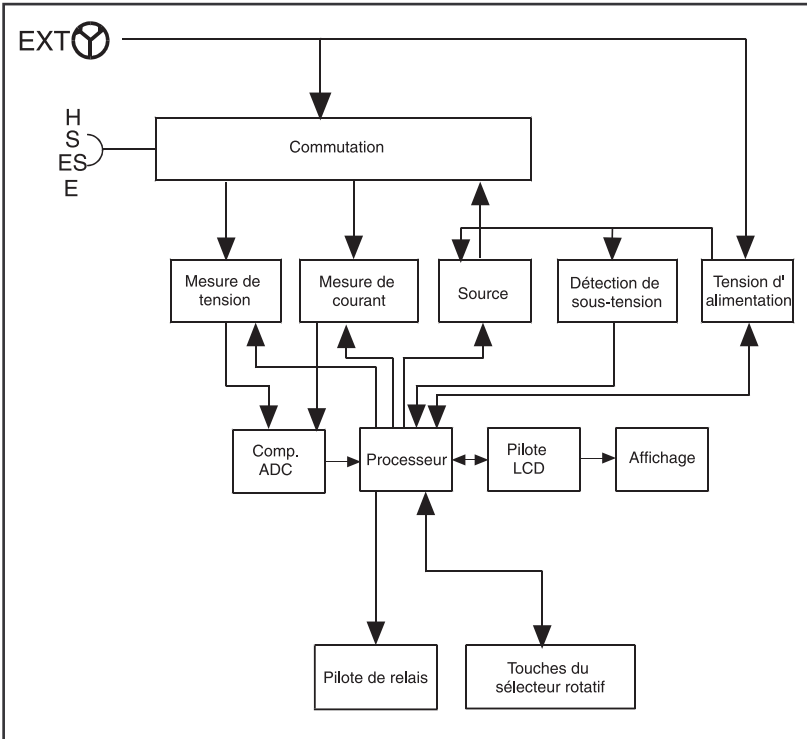 EXT
H
S
ES
E
Commutation
Mesure de
tension
Mesure de
courant
Source
Détection de
sous-tension
Tension d'
alimentation
Comp.
ADC
Processeur
Pilote
LCD
Affichage
Pilote de relais
Touches du
sélecteur rotatif